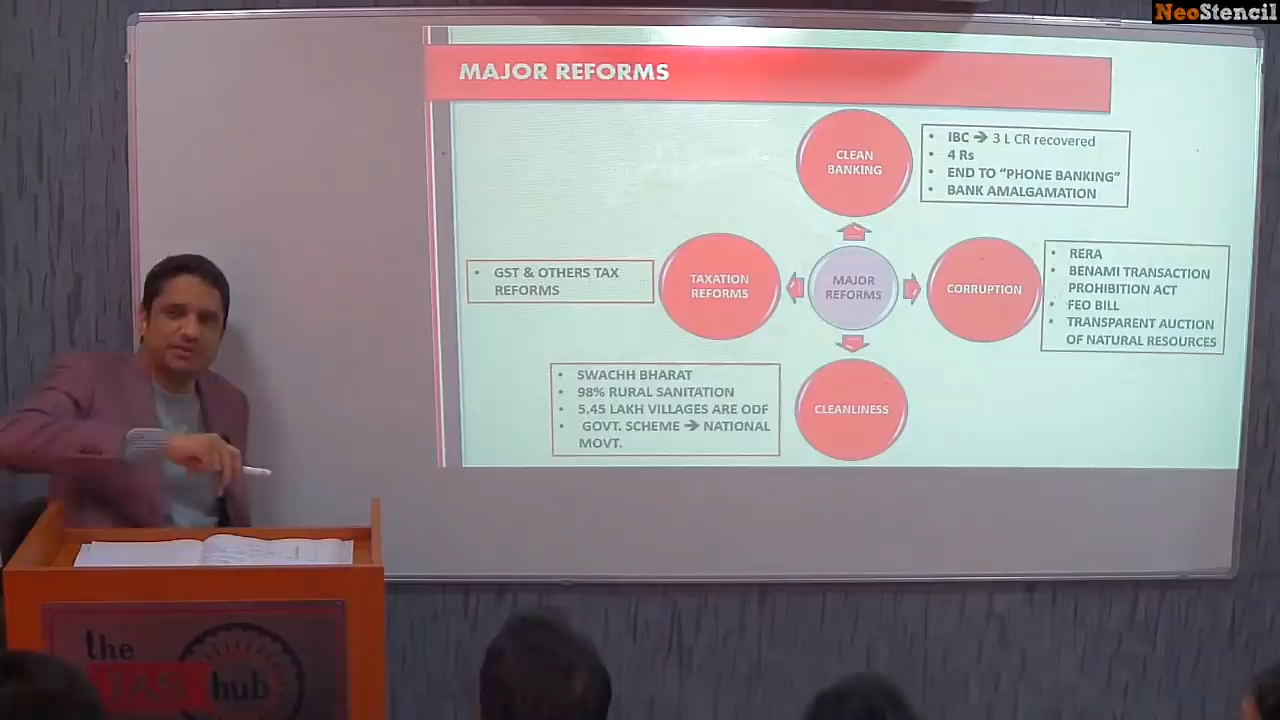 NeoStencil
MAJOR REFORMS
CLEAN
BANKING
• IBC → 3 L CR recovered
• 4 Rs
• END TO “PHONE BANKING”
• BANK AMALGAMATION
• GST & OTHERS TAX
REFORMS
TAXATION
REFORMS
MAJOR
REFORMS
CORRUPTION
• RERA
• BENAMI TRANSACTION
PROHIBITION ACT
• FEO BILL
• TRANSPARENT AUCTION
OF NATURAL RESOURCES
• SWACHH BHARAT
• 98% RURAL SANITATION
• 5.45 LAKH VILLAGES ARE ODF
• GOVT. SCHEME → NATIONAL
MOVT.
CLEANLINESS
the
IAS hub